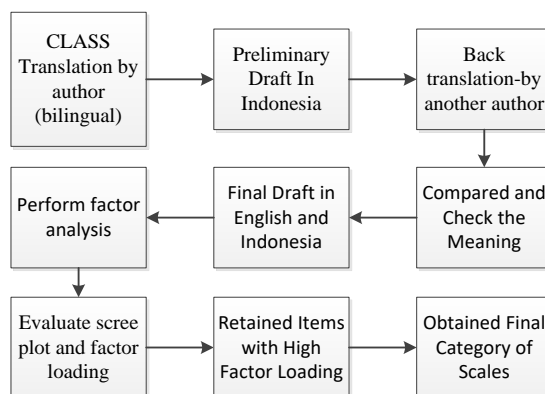 CLASS
Translation by
author
(bilingual)
Preliminary
Draft In
Indonesia
Back
translation-by
another author
Perform factor
analysis
Final Draft in
English and
Indonesia
Compared and
Check the
Meaning
Evaluate scree
plot and factor
loading
Retained Items
with High
Factor Loading
Obtained Final
Category of
Scales